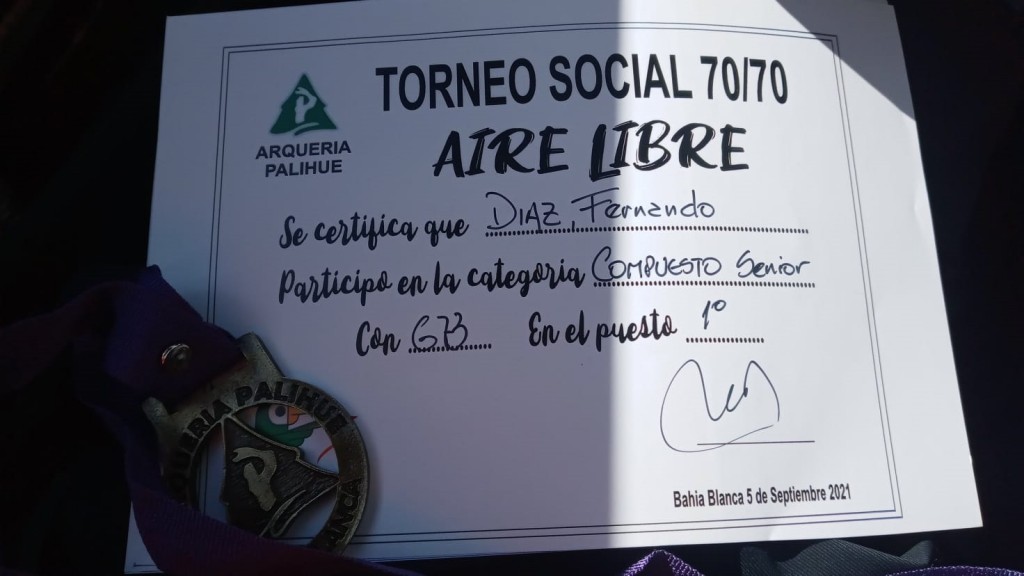 TORNEO SOCIAL 70/70
AIRE LIBRE
ARQUERIA
PALIHUE
Se certifica que DIAZ, Fernando
Participo en la categoria COMPUESTO Senior
Con 673 En el puesto 1º
Bahia Blanca 5 de Septiembre 2021
PALIHUE